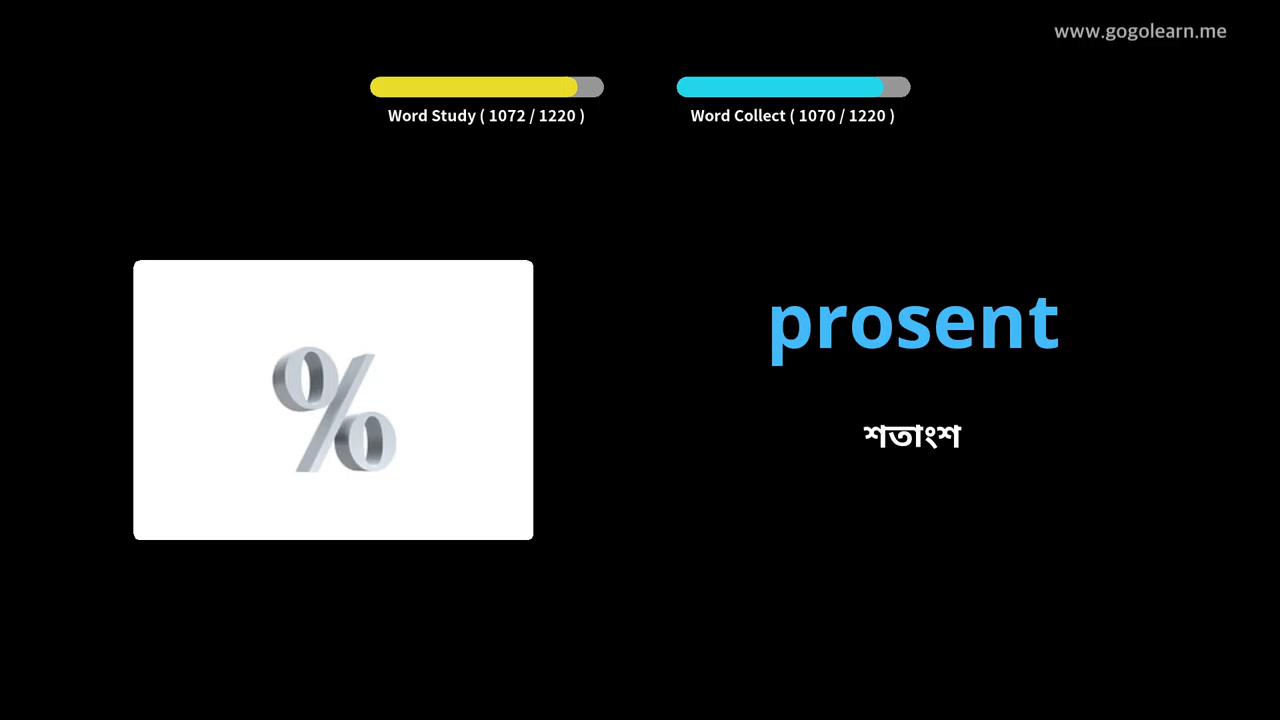 www.gogolearn.me
Word Study ( 1072 / 1220 )
Word Collect ( 1070 / 1220 )
%
prosent
শতাংশ